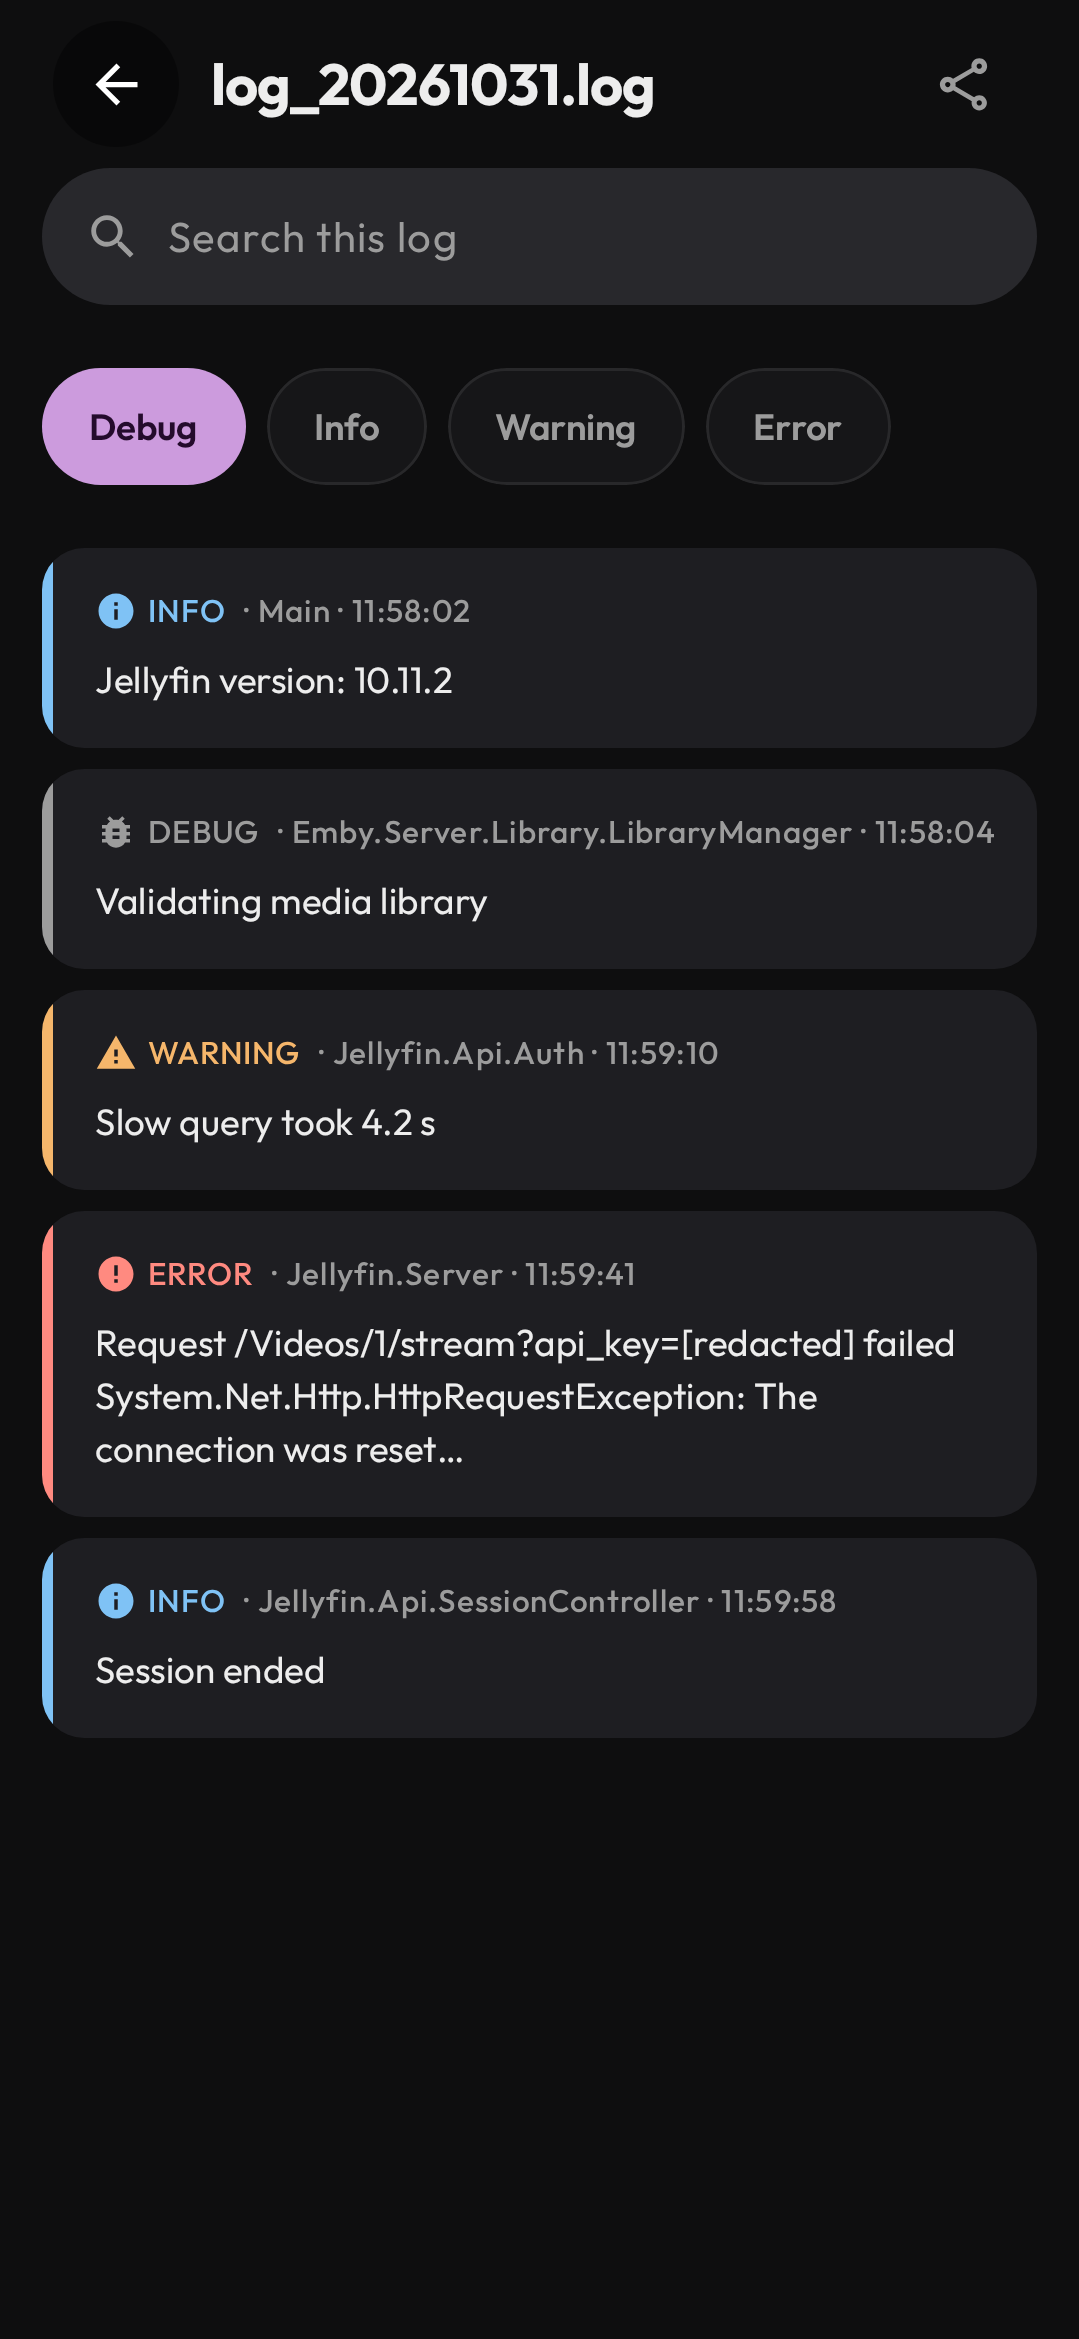 log_20261031.log
Search this log
Debug Info Warning Error
INFO · Main · 11:58:02
Jellyfin version: 10.11.2
DEBUG · Emby.Server.Library.LibraryManager · 11:58:04
Validating media library
WARNING · Jellyfin.Api.Auth · 11:59:10
Slow query took 4.2 s
ERROR · Jellyfin.Server · 11:59:41
Request /Videos/1/stream?api_key=[redacted] failed
System.Net.Http.HttpRequestException: The
connection was reset…
INFO · Jellyfin.Api.SessionController · 11:59:58
Session ended